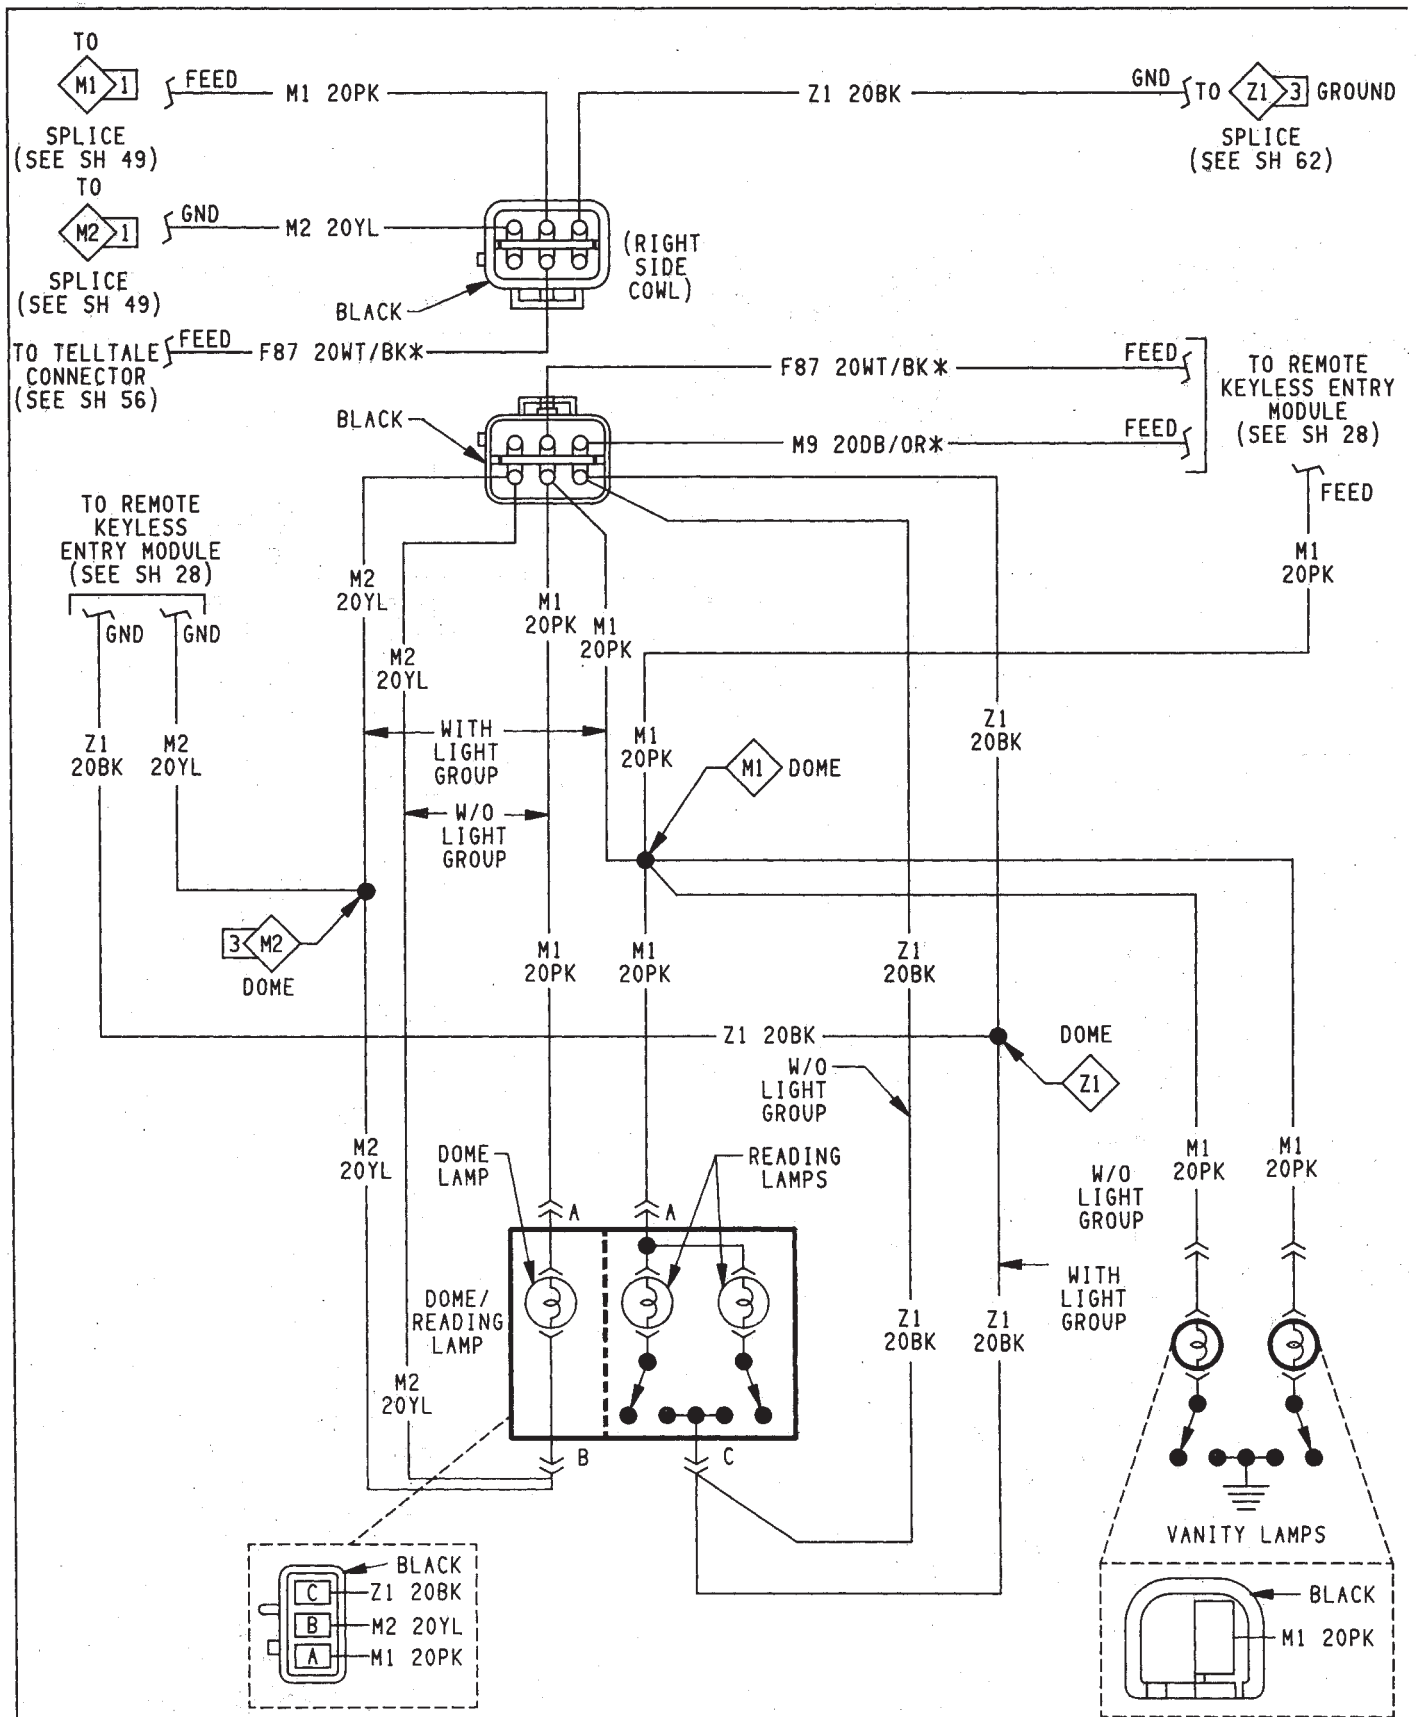 TO
M1 1
FEED
M1 20PK
SPLICE
(SEE SH 49)
Z1 20BK
GND
TO Z1 3 GROUND
SPLICE
(SEE SH 62)
TO
M2 1
GND
M2 20YL
SPLICE
(SEE SH 49)
(RIGHT
SIDE
COWL)
BLACK
TO TELLTALE
CONNECTOR
(SEE SH 56)
FEED
F87 20WT/BK*
F87 20WT/BK*
FEED
M9 20DB/OR*
FEED
TO REMOTE
KEYLESS ENTRY
MODULE
(SEE SH 28)
FEED
M1
20PK
BLACK
TO REMOTE
KEYLESS
ENTRY MODULE
(SEE SH 28)
GND
GND
M2
20YL
M2
20YL
M1
20PK
M1
20PK
Z1
20BK
M2
20YL
WITH
LIGHT
GROUP
M1
20PK
M1
DOME
Z1
20BK
W/O
LIGHT
GROUP
3 M2
DOME
M1
20PK
M1
20PK
Z1
20BK
Z1 20BK
DOME
Z1
W/O
LIGHT
GROUP
M2
20YL
DOME
LAMP
READING
LAMPS
M1
20PK
M1
20PK
W/O
LIGHT
GROUP
A
A
WITH
LIGHT
GROUP
DOME/
READING
LAMP
Z1
20BK
Z1
20BK
M2
20YL
B
C
VANITY LAMPS
BLACK
C
Z1 20BK
B
M2 20YL
A
M1 20PK
BLACK
M1 20PK